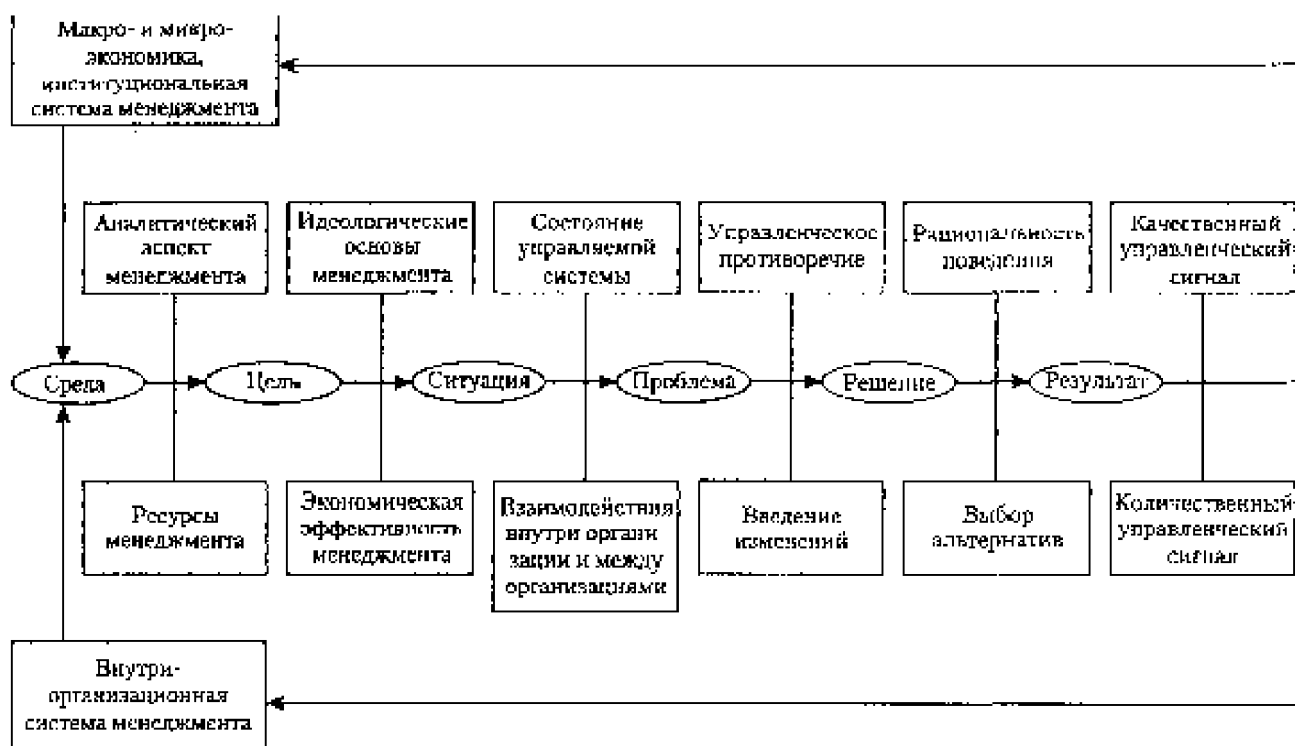 Макро- и микро-
экономика,
институциональная
система менеджмента
Аналитический
аспект
менеджмента
Идеологические
основы
менеджмента
Состояние
управляемой
системы
Управленческое
противоречие
Рациональность
поведения
Качественный
управленческий
сигнал
Среда
Цель
Ситуация
Проблема
Решение
Результат
Ресурсы
менеджмента
Экономическая
эффективность
менеджмента
Взаимодействия
внутри органи
зации и между
организациями
Введение
изменений
Выбор
альтернатив
Количественный
управленческий
сигнал
Внутри-
организационная
система менеджмента